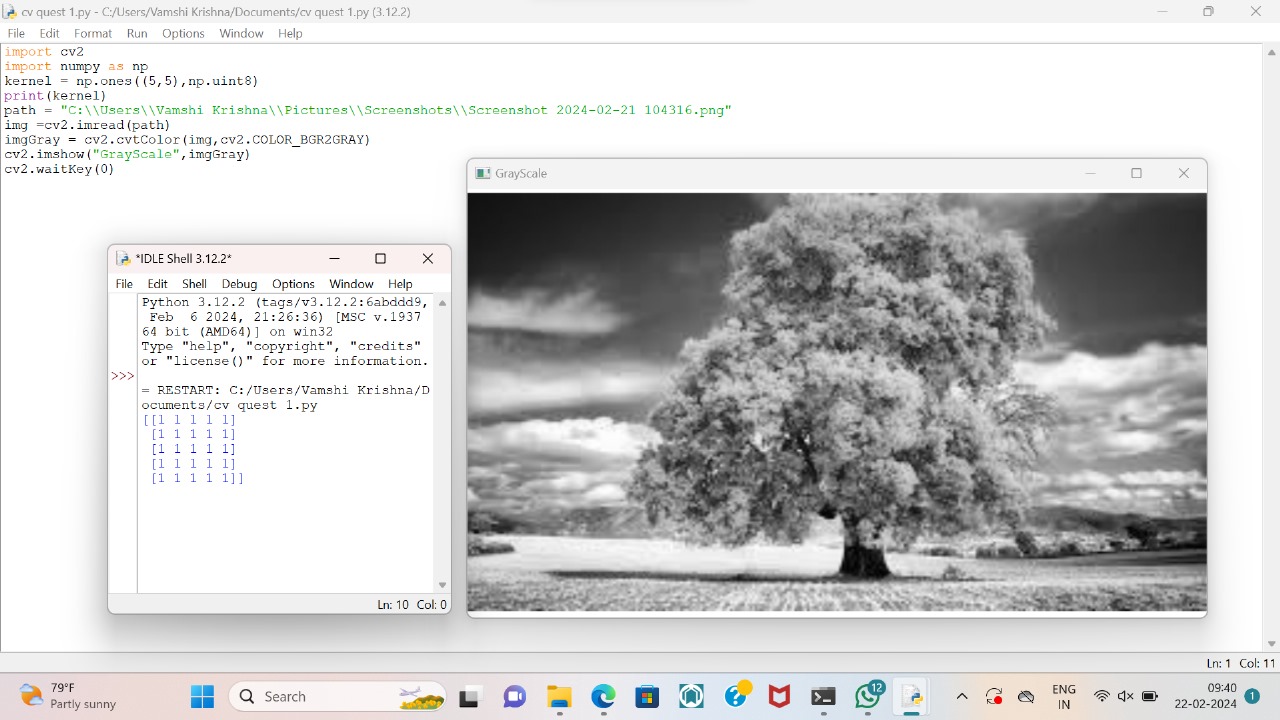 cv quest 1.py - C:/Users/Vamshi Krishna/Documents/cv quest 1.py (3.12.2)
File Edit Format Run Options Window Help
import cv2
import numpy as np
kernel = np.ones((5,5),np.uint8)
print(kernel)
path = "C:\\Users\\Vamshi Krishna\\Pictures\\Screenshots\\Screenshot 2024-02-21 104316.png"
img =cv2.imread(path)
imgGray = cv2.cvtColor(img,cv2.COLOR_BGR2GRAY)
cv2.imshow("GrayScale",imgGray)
cv2.waitKey(0)
GrayScale
*IDLE Shell 3.12.2*
File Edit Shell Debug Options Window Help
Python 3.12.2 (tags/v3.12.2:6abddd9,
Feb  6 2024, 21:26:36) [MSC v.1937
64 bit (AMD64)] on win32
Type "help", "copyright", "credits"
or "license()" for more information.
>>>
= RESTART: C:/Users/Vamshi Krishna/D
ocuments/cv quest 1.py
[[1 1 1 1 1]
[1 1 1 1 1]
[1 1 1 1 1]
[1 1 1 1 1]
[1 1 1 1 1]]
Ln: 10 Col: 0
Ln: 1 Col: 11
79°F
Partly sunny
Search
12
ENG
IN
09:40
22-02-2024
1